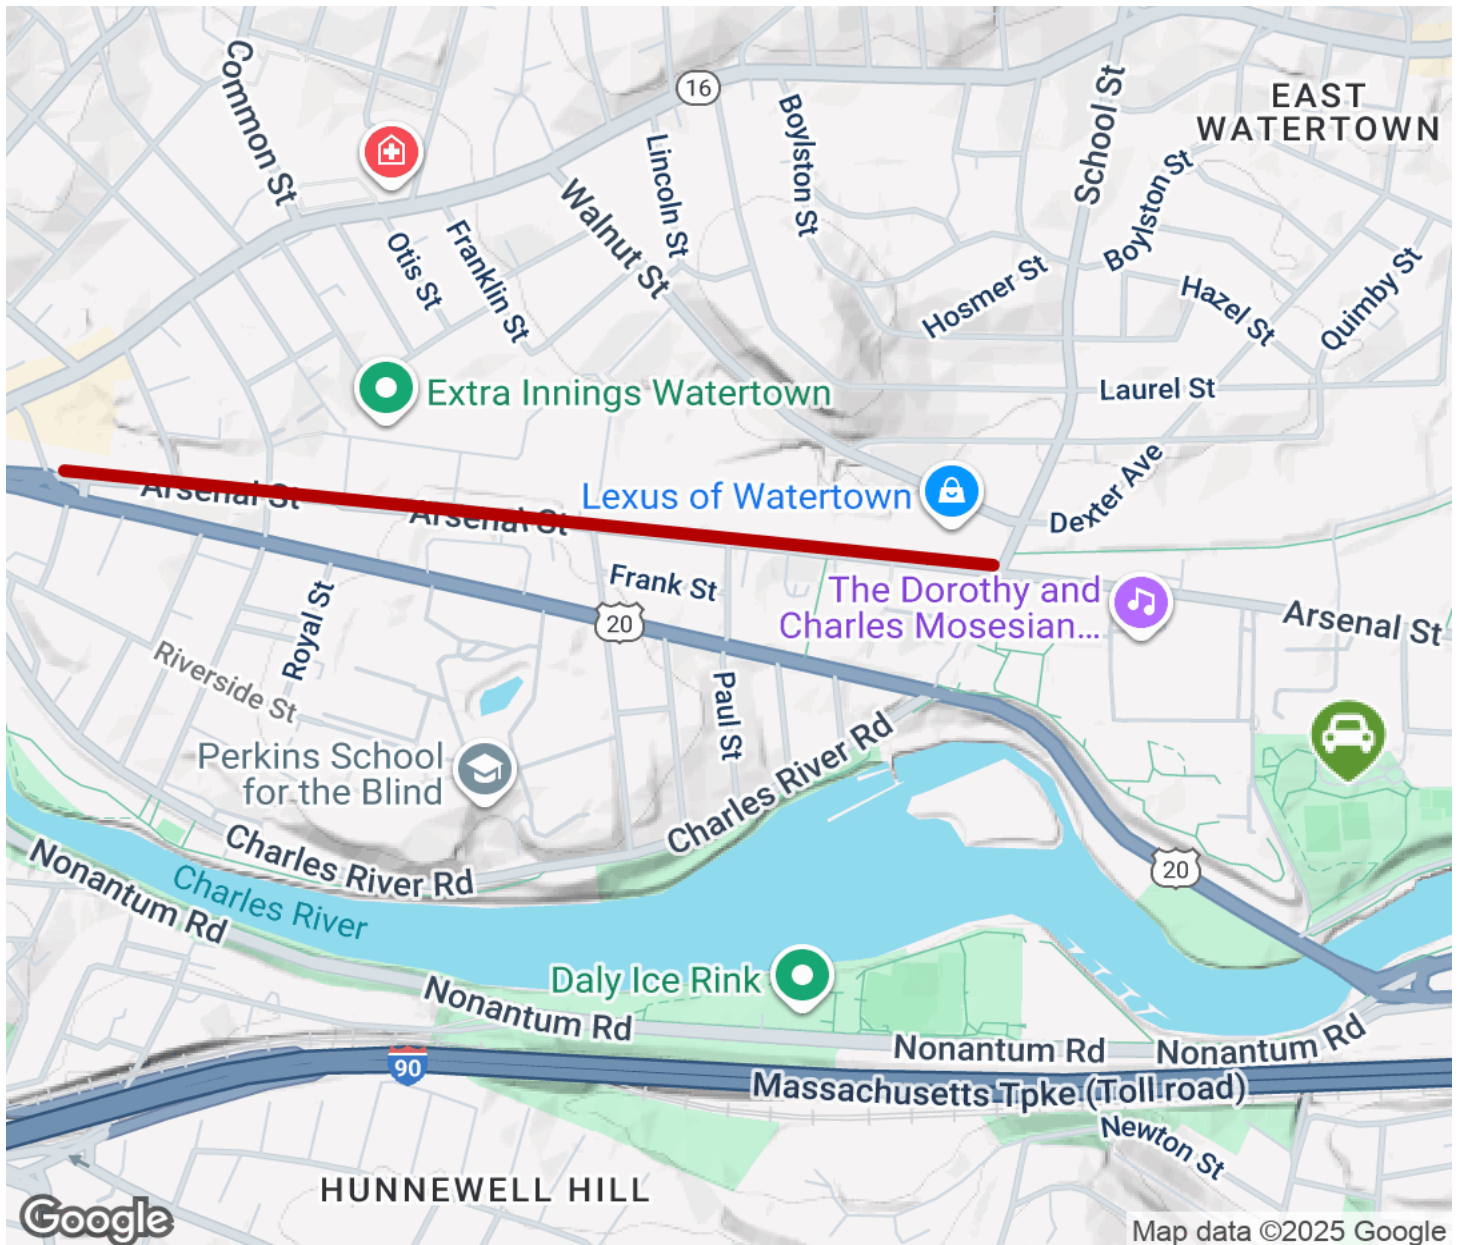 Common St
16
School St
EAST
WATERTOWN
Boylston St
Lincoln St
Walnut St
Boylston St
Otis St
Franklin St
Hosmer St
Hazel St
Quimby St
Extra Innings Watertown
Laurel St
Arsenal St
Arsenal St
Lexus of Watertown
Dexter Ave
Frank St
The Dorothy and
Charles Mosesian...
Arsenal St
20
Royal St
Riverside St
Paul St
Perkins School
for the Blind
Charles River Rd
Charles River Rd
20
Nonantum Rd
Charles River
Daly Ice Rink
Nonantum Rd
Nonantum Rd
Nonantum Rd
90
Massachusetts Tpke (Toll road)
Newton St
HUNNEWELL HILL
Google
Map data ©2025 Google